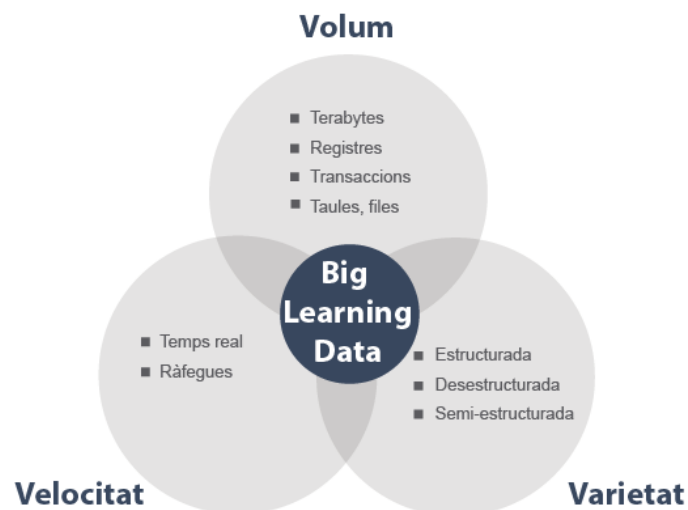 Volum
Terabytes
Registres
Transaccions
Taules, files
Big
Learning
Data
Temps real
Ràfegues
Estructurada
Desestructurada
Semi-estructurada
Velocitat
Varietat